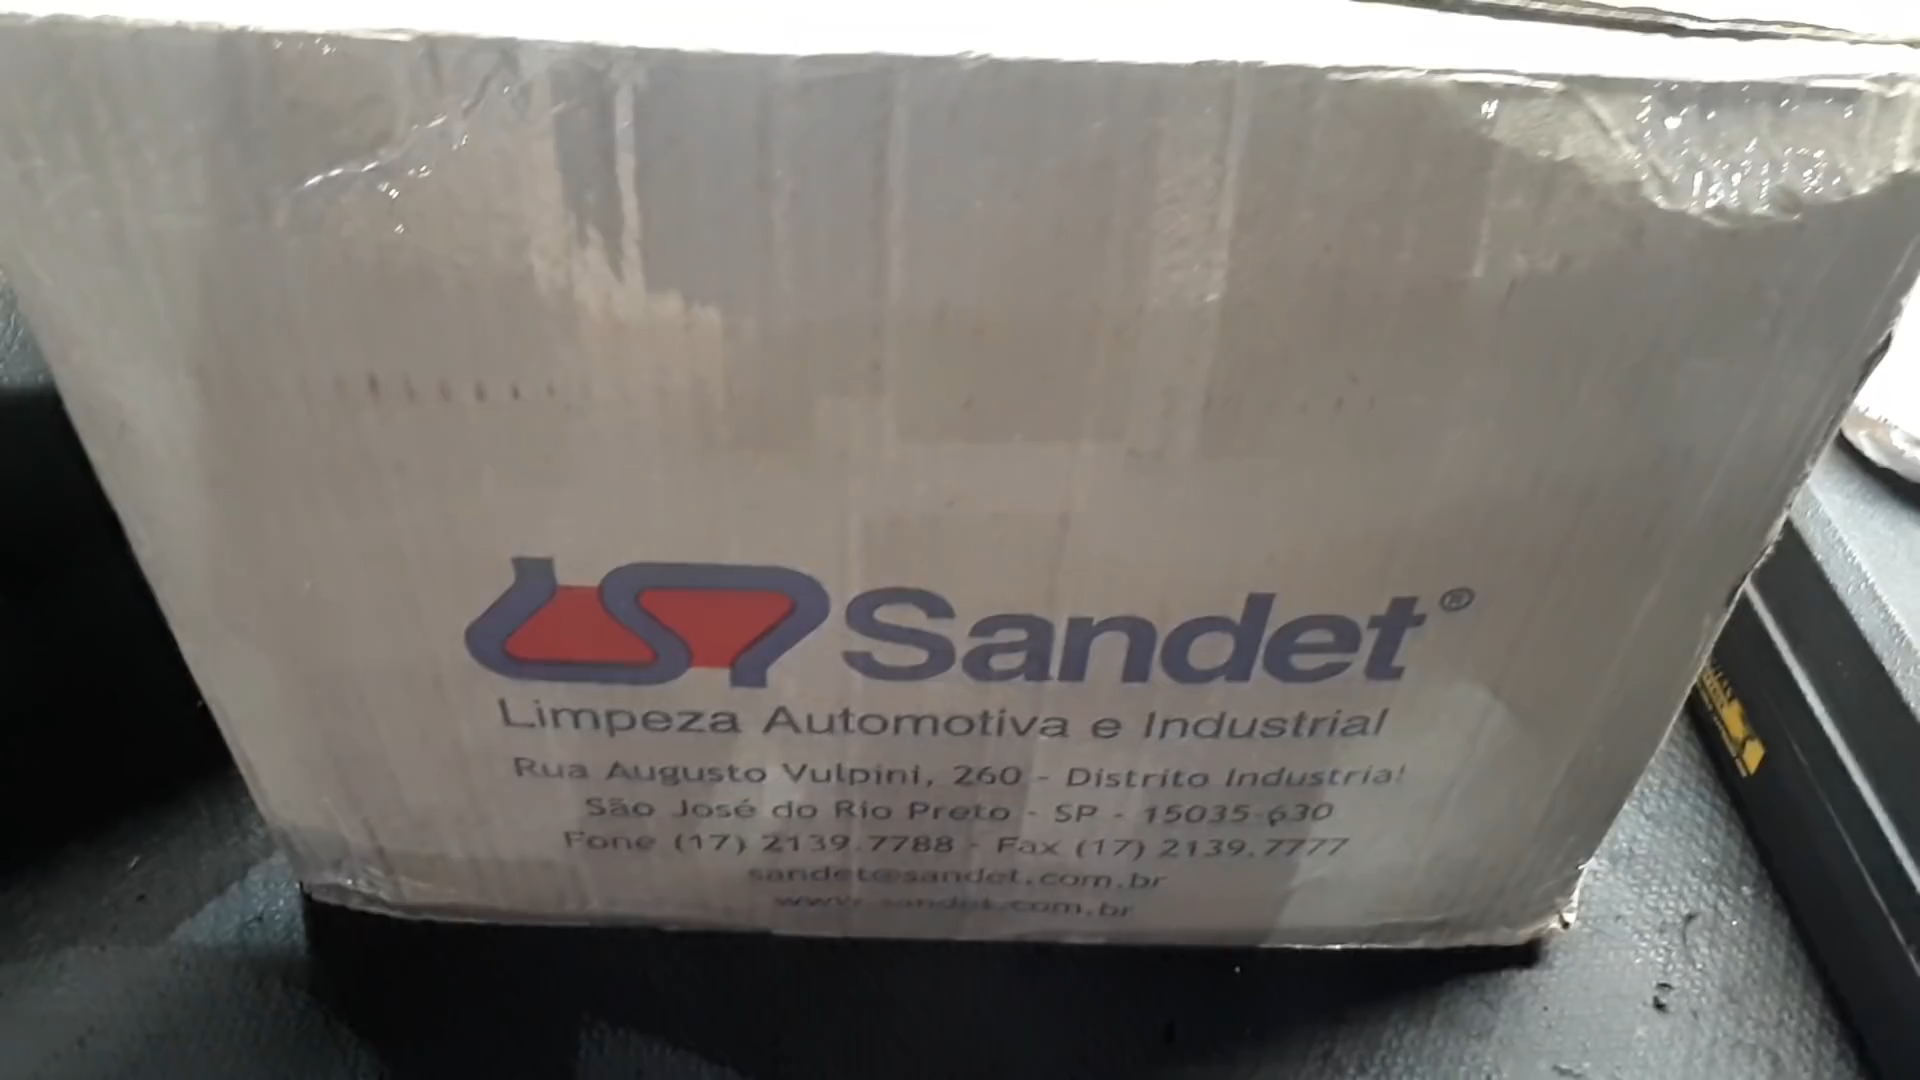 Sandet®
Limpeza Automotiva e Industrial
Rua Augusto Vulpini, 260 - Distrito Industrial
São José do Rio Preto - SP - 15035-630
Fone (17) 2139.7788 - Fax (17) 2139.7777
sandet@sandet.com.br
www.sandet.com.br